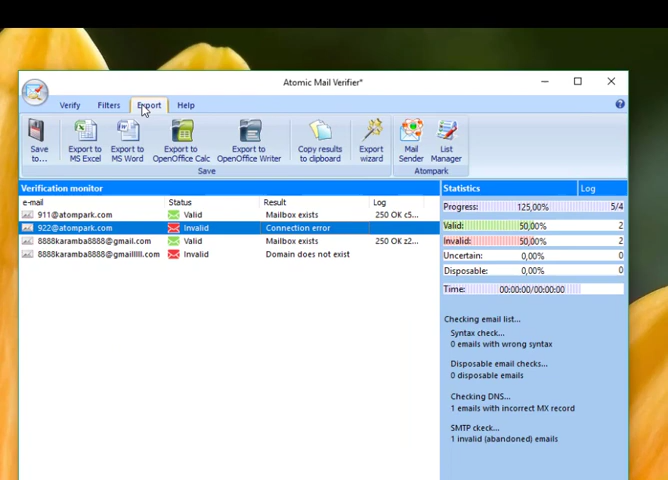 Atomic Mail Verifier*
Verify Filters Export Help
Save to...
Export to MS Excel
Export to MS Word
Export to OpenOffice Calc
Export to OpenOffice Writer
Copy results to clipboard
Export wizard
Mail Sender
List Manager
Save
Atompark
Verification monitor
e-mail Status Result Log
911@atompark.com Valid Mailbox exists 250 OK c5...
922@atompark.com Invalid Connection error
8888karamba8888@gmail.com Valid Mailbox exists 250 OK z2...
8888karamba8888@gmailllll.com Invalid Domain does not exist
Statistics Log
Progress: 125,00% 5/4
Valid: 50,00% 2
Invalid: 50,00% 2
Uncertain: 0,00% 0
Disposable: 0,00% 0
Time: 00:00:00/00:00:00
Checking email list...
Syntax check...
0 emails with wrong syntax
Disposable email checks...
0 disposable emails
Checking DNS...
1 emails with incorrect MX record
SMTP ckeck...
1 invalid (abandoned) emails